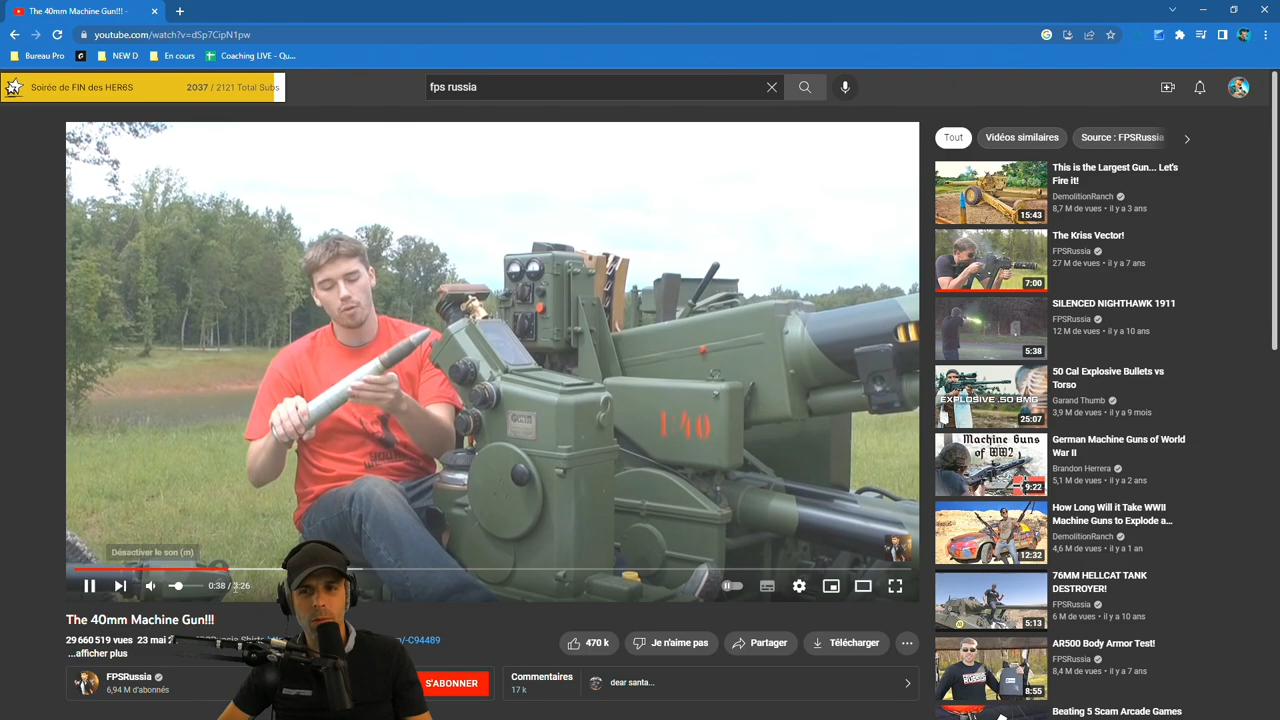 The 40mm Machine Gun!!! -
youtube.com/watch?v=dSp7CipN1pw
Bureau Pro
NEW D
En cours
Coaching LIVE - Qu...
Soirée de FIN des HER6S
2037 / 2121 Total Subs
fps russia
1:40
Désactiver le son (m)
0:38 / 3:26
The 40mm Machine Gun!!!
29 660 519 vues 23 mai
-C94489
...afficher plus
470 k
Je n'aime pas
Partager
Télécharger
FPSRussia
6,94 M d'abonnés
S'ABONNER
Commentaires
17 k
dear santa...
Tout
Vidéos similaires
Source : FPSRussia
This is the Largest Gun... Let's
Fire it!
DemolitionRanch
8,7 M de vues • il y a 3 ans
15:43
The Kriss Vector!
FPSRussia
27 M de vues • il y a 7 ans
7:00
SILENCED NIGHTHAWK 1911
FPSRussia
12 M de vues • il y a 10 ans
5:38
50 Cal Explosive Bullets vs
Torso
Garand Thumb
3,9 M de vues • il y a 9 mois
EXPLOSIVE .50 BMG
25:07
German Machine Guns of World
War II
Brandon Herrera
5,1 M de vues • il y a 2 ans
Machine Guns
of WW2
9:22
How Long Will it Take WWII
Machine Guns to Explode a...
DemolitionRanch
4,6 M de vues • il y a 1 an
12:32
76MM HELLCAT TANK
DESTROYER!
FPSRussia
6 M de vues • il y a 10 ans
5:13
AR500 Body Armor Test!
FPSRussia
8,4 M de vues • il y a 7 ans
8:55
Beating 5 Scam Arcade Games